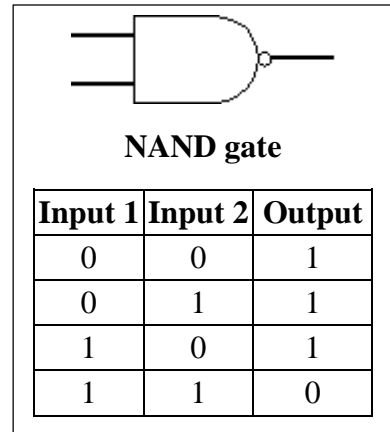 NAND gate
Input 1 Input 2 Output
0 0 1
0 1 1
1 0 1
1 1 0